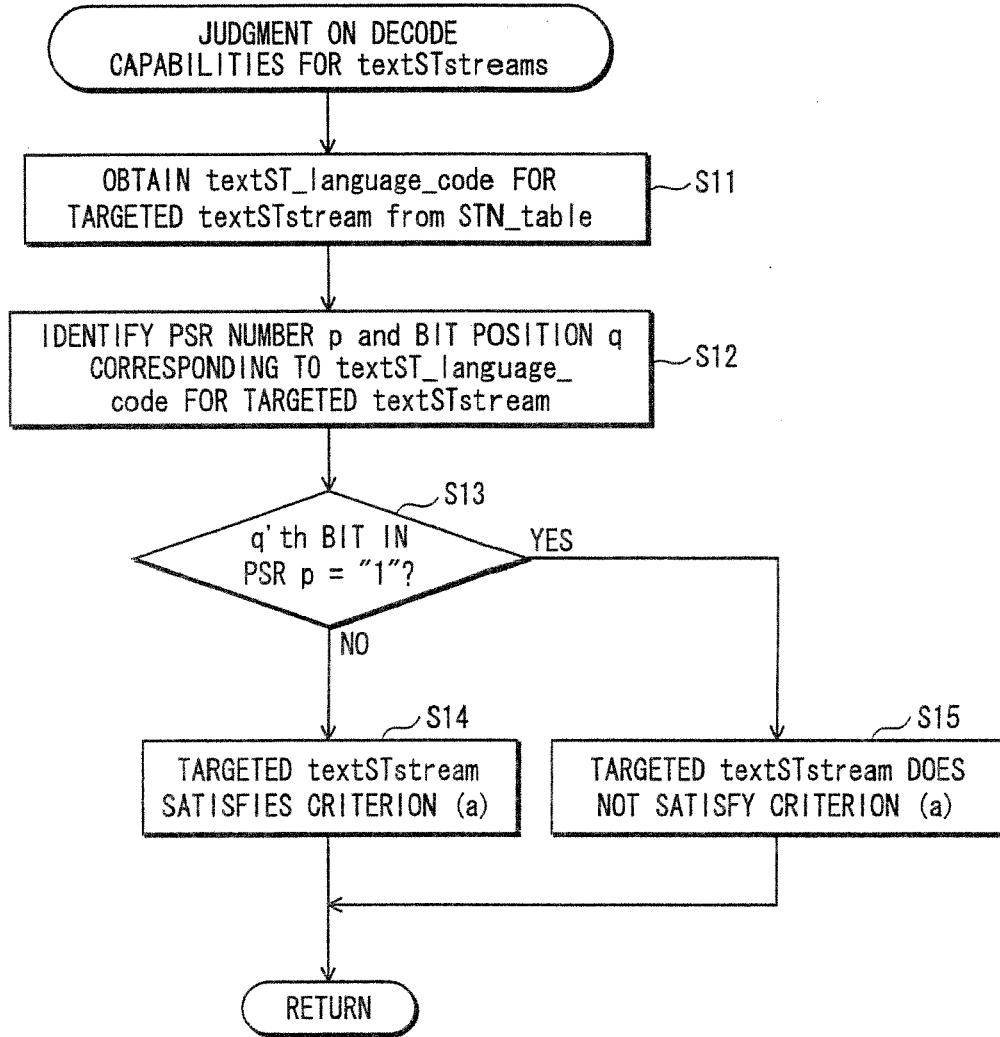 JUDGMENT ON DECODE
CAPABILITIES FOR textSTstreams
OBTAIN textST_language_code FOR
TARGETED textSTstream from STN_table
S11
IDENTIFY PSR NUMBER p and BIT POSITION q
CORRESPONDING TO textST_language_
code FOR TARGETED textSTstream
S12
S13
q'th BIT IN
PSR p = "1"?
YES
NO
S14
TARGETED textSTstream
SATISFIES CRITERION (a)
S15
TARGETED textSTstream DOES
NOT SATISFY CRITERION (a)
RETURN